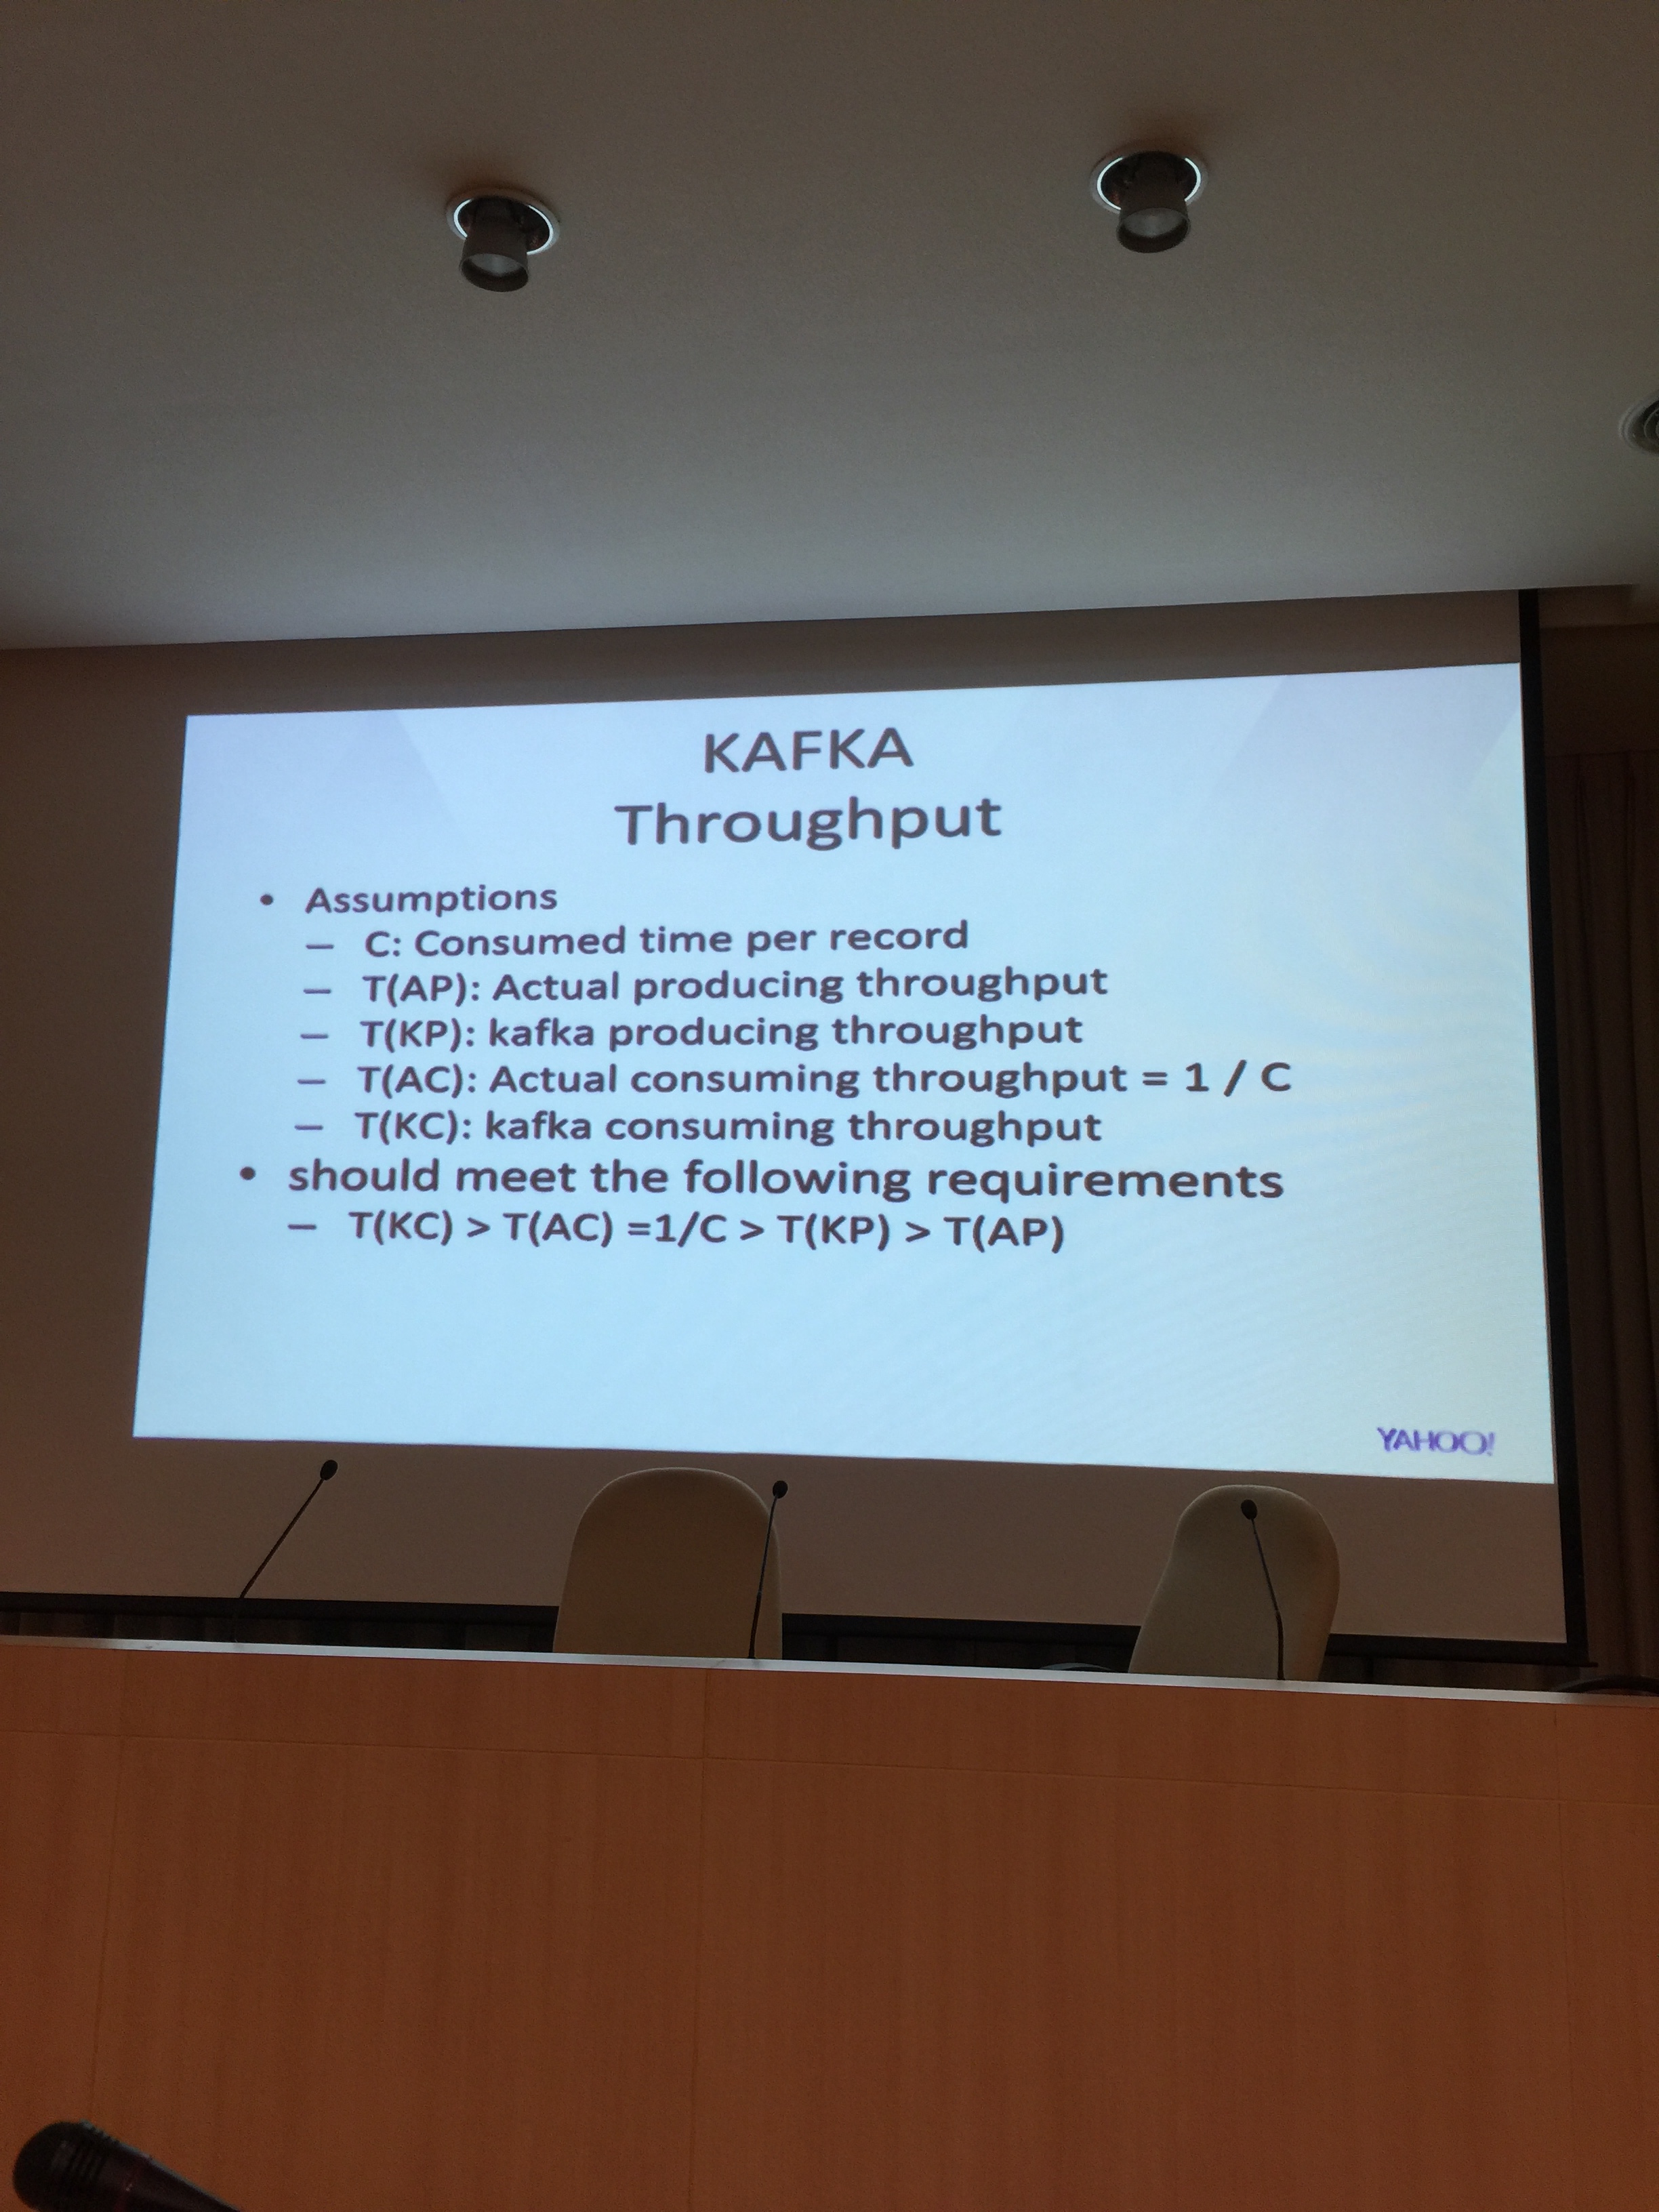 KAFKA
Throughput
• Assumptions
– C: Consumed time per record
– T(AP): Actual producing throughput
– T(KP): kafka producing throughput
– T(AC): Actual consuming throughput = 1 / C
– T(KC): kafka consuming throughput
• should meet the following requirements
– T(KC) > T(AC) =1/C > T(KP) > T(AP)
YAHOO!